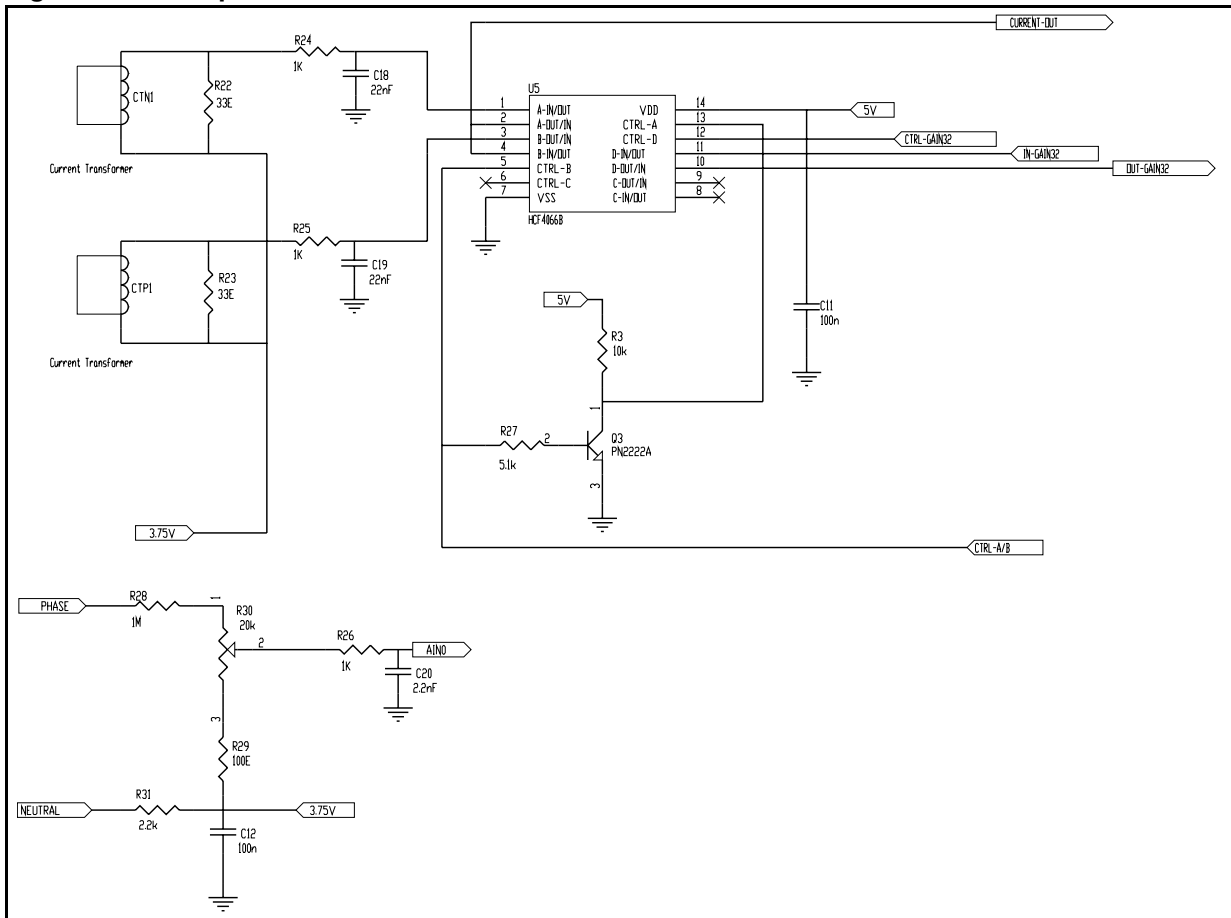 CURRENT-OUT
R24
1K
C18
22nF
CTN1
R22
33E
Current Transformer
U5
1 A-IN/OUT VDD 14
2 A-OUT/IN CTRL-A 13
3 B-OUT/IN CTRL-D 12
4 B-IN/OUT D-IN/OUT 11
5 CTRL-B D-OUT/IN 10
6 CTRL-C C-OUT/IN 9
7 VSS C-IN/OUT 8
HCF4066B
5V
CTRL-GAIN32
IN-GAIN32
OUT-GAIN32
R25
1K
C19
22nF
CTP1
R23
33E
Current Transformer
5V
R3
10k
C11
100n
1
R27
5.1k
2
Q3
PN2222A
3
3.75V
CTRL-A/B
PHASE
R28
1M
1
R30
20k
2
R26
1K
AIN0
C20
2.2nF
3
R29
100E
NEUTRAL
R31
2.2k
3.75V
C12
100n